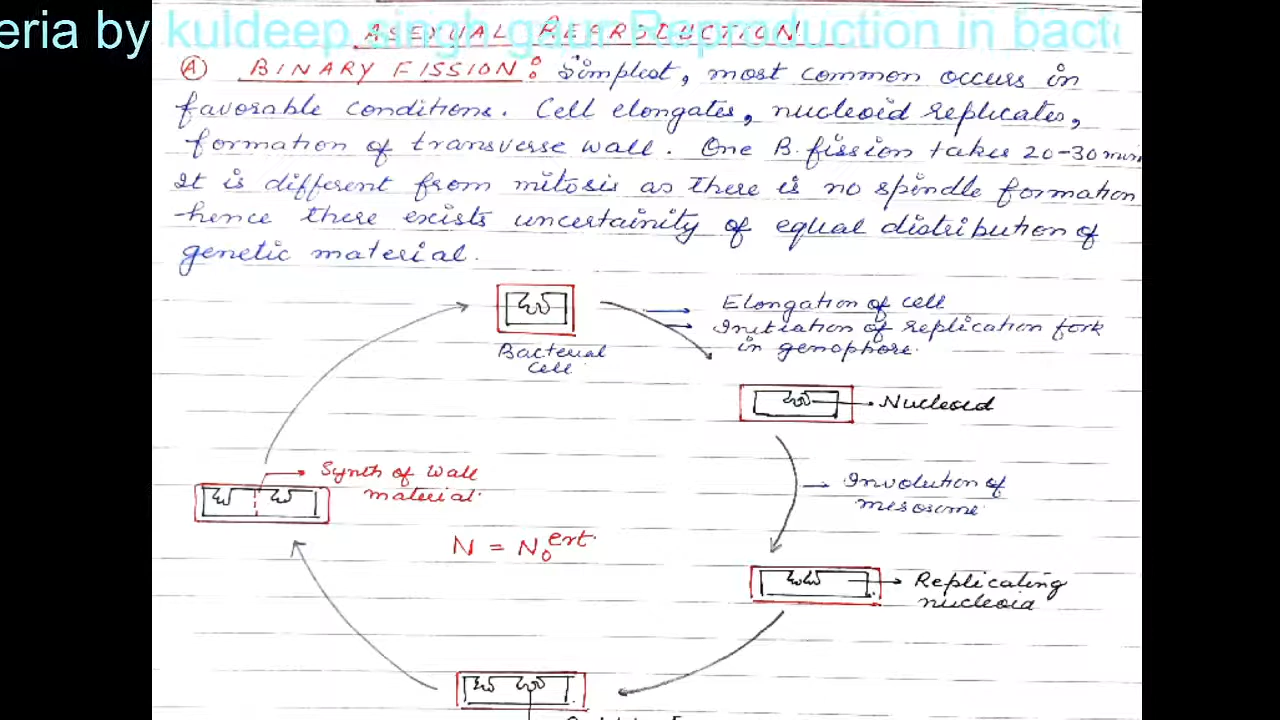 eria by kuldeep singh gaur Reproduction in bacte
ASEXUAL REPRODUCTION
(A) BINARY FISSION: Simplest, most common occurs in
favorable conditions. Cell elongates, nucleoid replicates,
formation of transverse wall. One B. fission takes 20-30 min
It is different from mitosis as there is no spindle formation
hence there exists uncertainity of equal distribution of
genetic material.
Elongation of cell
Initiation of replication fork
in genophore.
Bacterial
cell
Nucleoid
Synth of wall
material.
Involution of
mesosome
N = N₀ert.
Replicating
nucleoid